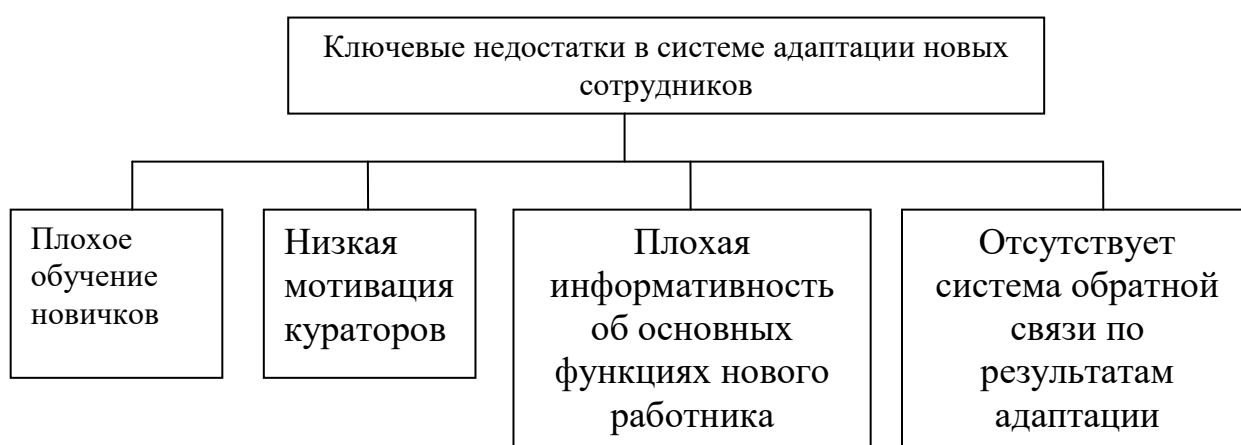 Ключевые недостатки в системе адаптации новых
сотрудников
Плохое
обучение
новичков
Низкая
мотивация
кураторов
Плохая
информативность
об основных
функциях нового
работника
Отсутствует
система обратной
связи по
результатам
адаптации